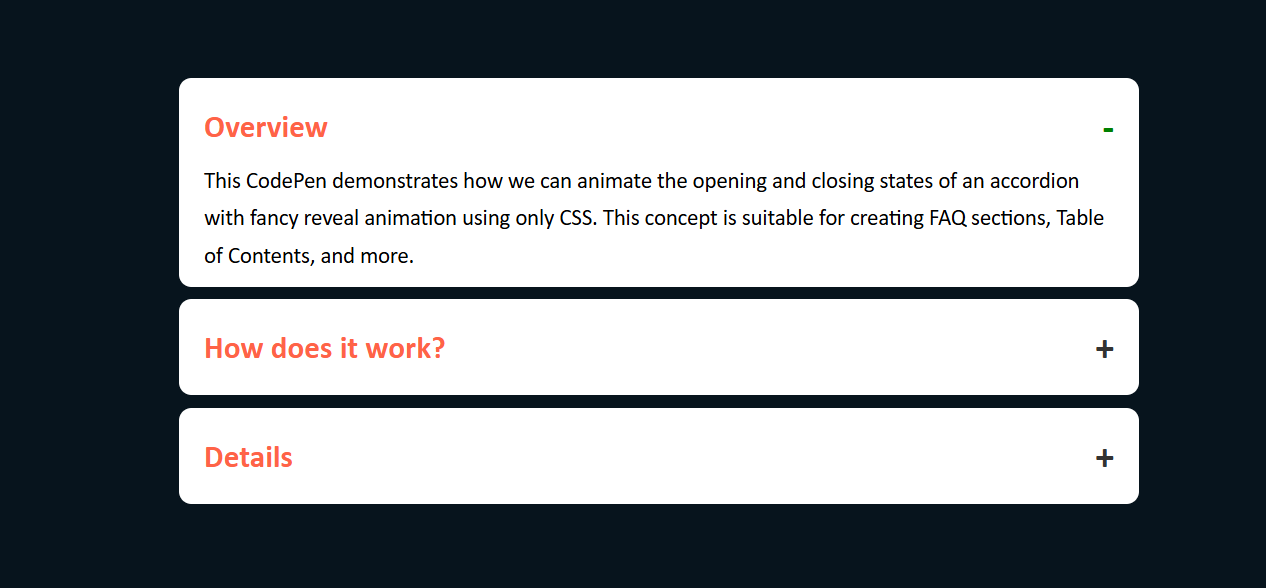 Overview
-
This CodePen demonstrates how we can animate the opening and closing states of an accordion
with fancy reveal animation using only CSS. This concept is suitable for creating FAQ sections, Table
of Contents, and more.
How does it work?
+
Details
+